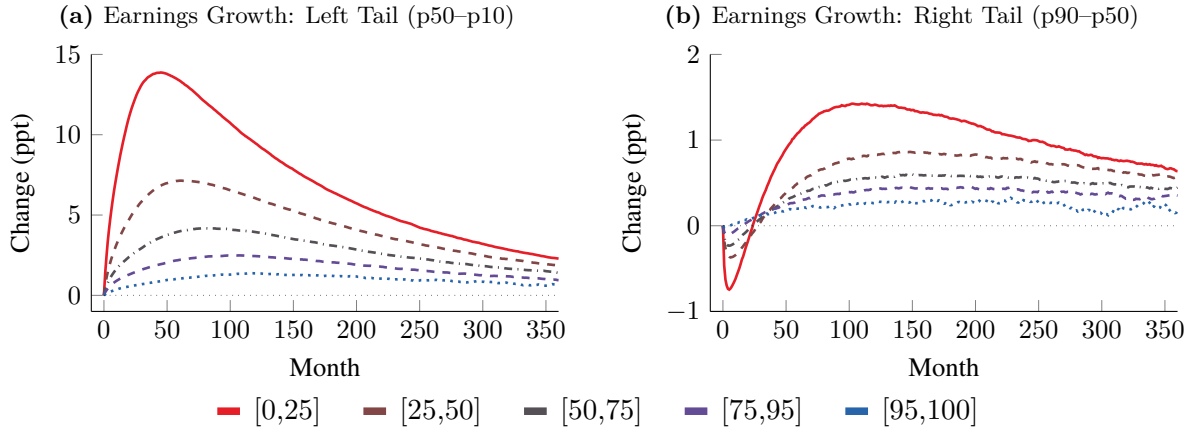 (a) Earnings Growth: Left Tail (p50–p10)
15
10
5
0
Change (ppt)
0 50 100 150 200 250 300 350
Month
(b) Earnings Growth: Right Tail (p90–p50)
2
1
0
−1
Change (ppt)
0 50 100 150 200 250 300 350
Month
[0,25] [25,50] [50,75] [75,95] [95,100]